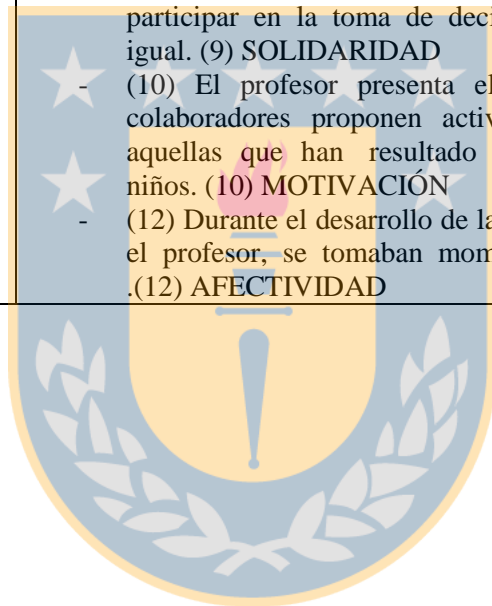 participar en la toma de deci
igual. (9) SOLIDARIDAD
- (10) El profesor presenta el
colaboradores proponen activ
aquellas que han resultado
niños. (10) MOTIVACIÓN
- (12) Durante el desarrollo de la
el profesor, se tomaban mom
.(12) AFECTIVIDAD